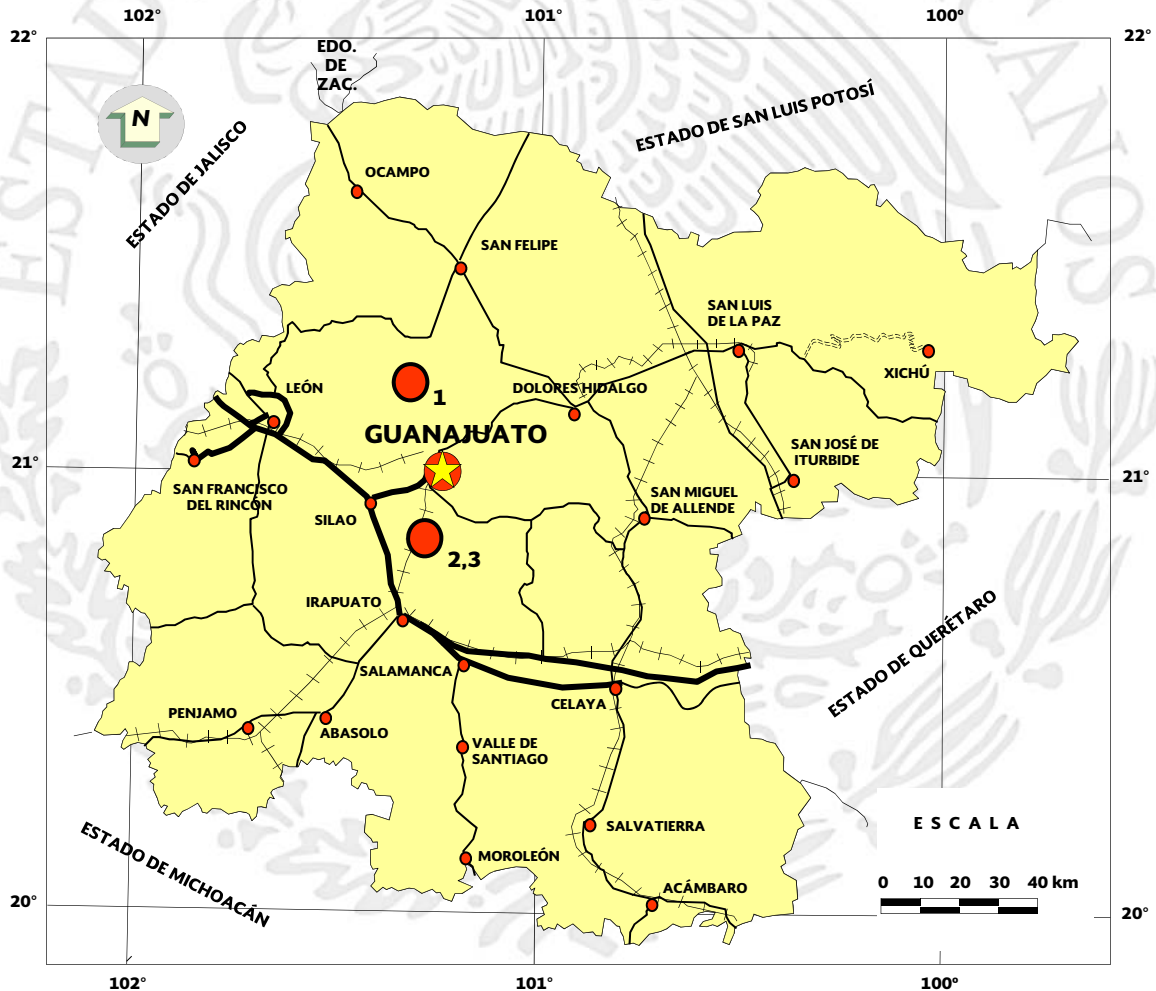 102°
101°
100°
22°
22°
EDO.
DE
ZAC.
N
ESTADO DE SAN LUIS POTOSÍ
ESTADO DE JALISCO
OCAMPO
SAN FELIPE
SAN LUIS
DE LA PAZ
XICHÚ
LEÓN
1
DOLORES HIDALGO
GUANAJUATO
SAN JOSÉ DE
ITURBIDE
21°
21°
SAN FRANCISCO
DEL RINCÓN
SILAO
SAN MIGUEL
DE ALLENDE
2,3
IRAPUATO
ESTADO DE QUERÉTARO
SALAMANCA
CELAYA
PENJAMO
ABASOLO
VALLE DE
SANTIAGO
ESCALA
SALVATIERRA
ESTADO DE MICHOACÁN
MOROLEÓN
ACÁMBARO
0 10 20 30 40 km
20°
20°
102°
101°
100º